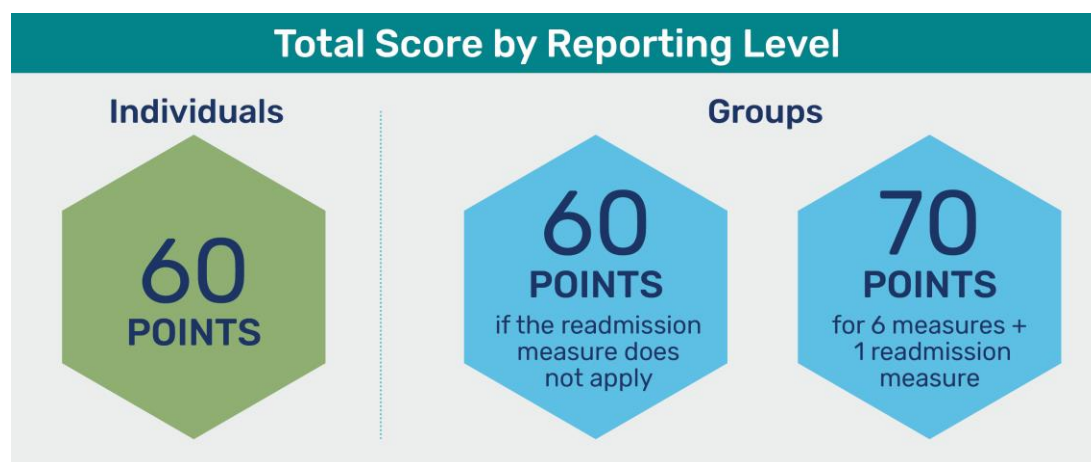 Total Score by Reporting Level
Individuals
60
POINTS
Groups
60
POINTS
if the readmission
measure does
not apply
70
POINTS
for 6 measures +
1 readmission
measure